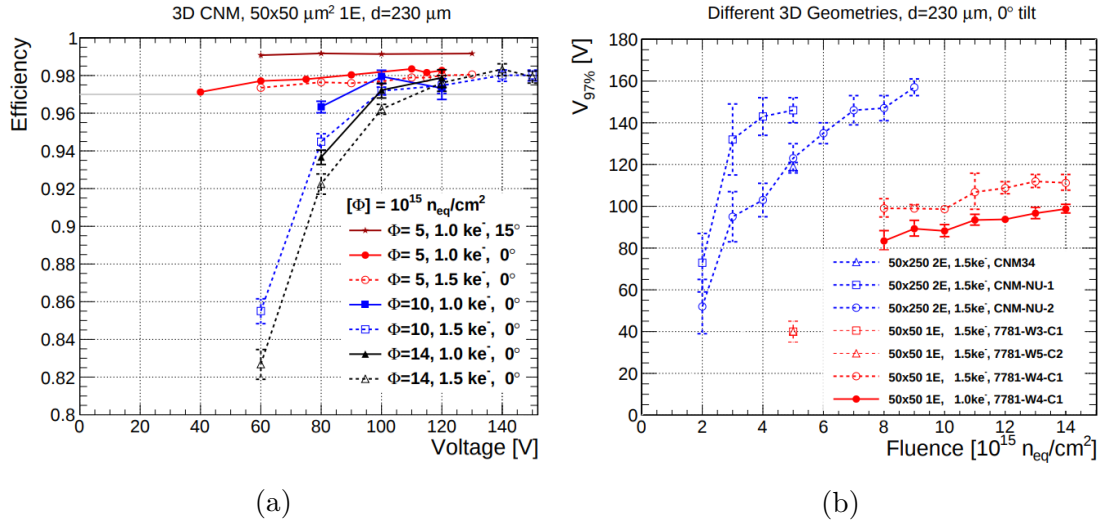 3D CNM, 50x50 μm² 1E, d=230 μm
Efficiency
1
0.98
0.96
0.94
0.92
0.9
0.88
0.86
0.84
0.82
0.8
[Φ] = 10¹⁵ n_eq/cm²
Φ= 5, 1.0 ke⁻, 15°
Φ= 5, 1.0 ke⁻, 0°
Φ= 5, 1.5 ke⁻, 0°
Φ=10, 1.0 ke⁻, 0°
Φ=10, 1.5 ke⁻, 0°
Φ=14, 1.0 ke⁻, 0°
Φ=14, 1.5 ke⁻, 0°
0 20 40 60 80 100 120 140
Voltage [V]
(a)
Different 3D Geometries, d=230 μm, 0° tilt
V_97% [V]
180
160
140
120
100
80
60
40
20
0
50x250 2E, 1.5ke⁻, CNM34
50x250 2E, 1.5ke⁻, CNM-NU-1
50x250 2E, 1.5ke⁻, CNM-NU-2
50x50 1E, 1.5ke⁻, 7781-W3-C1
50x50 1E, 1.5ke⁻, 7781-W5-C2
50x50 1E, 1.5ke⁻, 7781-W4-C1
50x50 1E, 1.0ke⁻, 7781-W4-C1
0 2 4 6 8 10 12 14
Fluence [10¹⁵ n_eq/cm²]
(b)